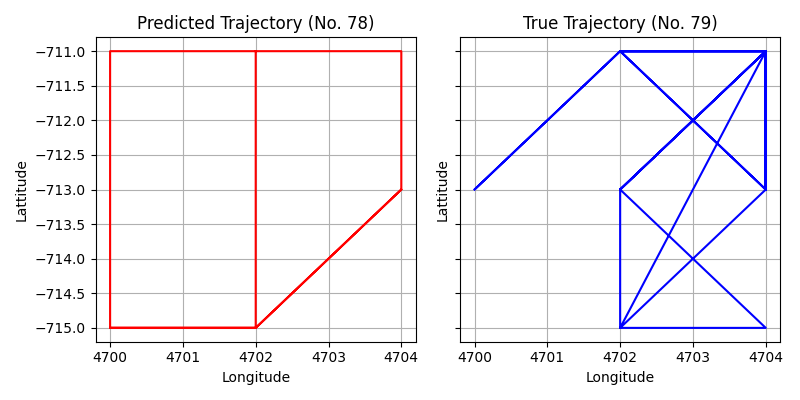 Predicted Trajectory (No. 78)
True Trajectory (No. 79)
−711.0
−711.5
−712.0
−712.5
−713.0
−713.5
−714.0
−714.5
−715.0
Lattitude
Lattitude
4700 4701 4702 4703 4704
4700 4701 4702 4703 4704
Longitude
Longitude